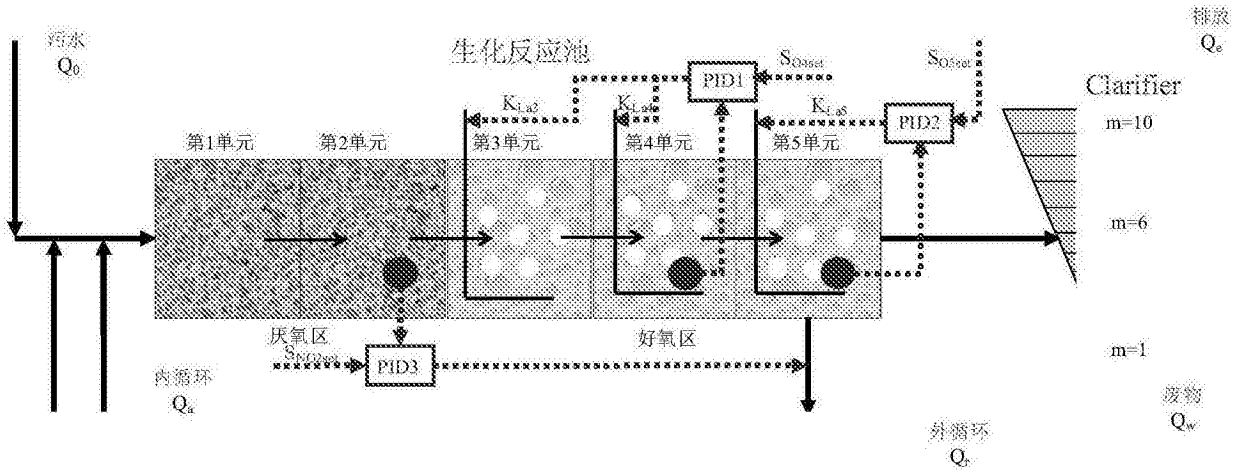 污水
Q0
生化反应池
SO4set
SO5set
排放
Qe
PID1
KLa3
KLa4
KLa5
PID2
Clarifier
m=10
第1单元
第2单元
第3单元
第4单元
第5单元
m=6
厌氧区
好氧区
SNO2set
PID3
m=1
内循环
Qa
外循环
Qr
废物
Qw